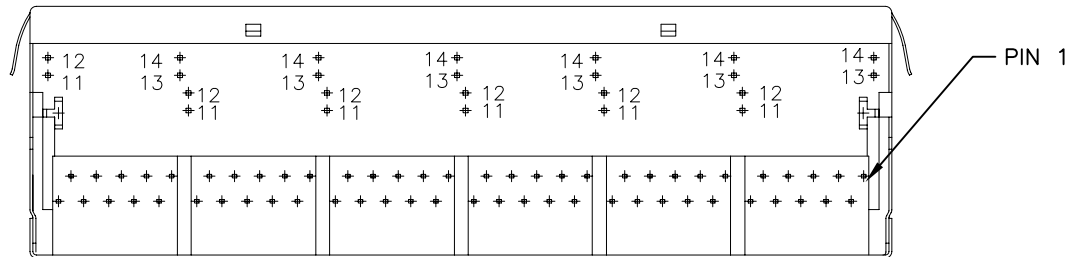 12 14 14 14 14 14 14
11 13 13 13 13 13 13
12 12 12 12 12
11 11 11 11 11
PIN 1